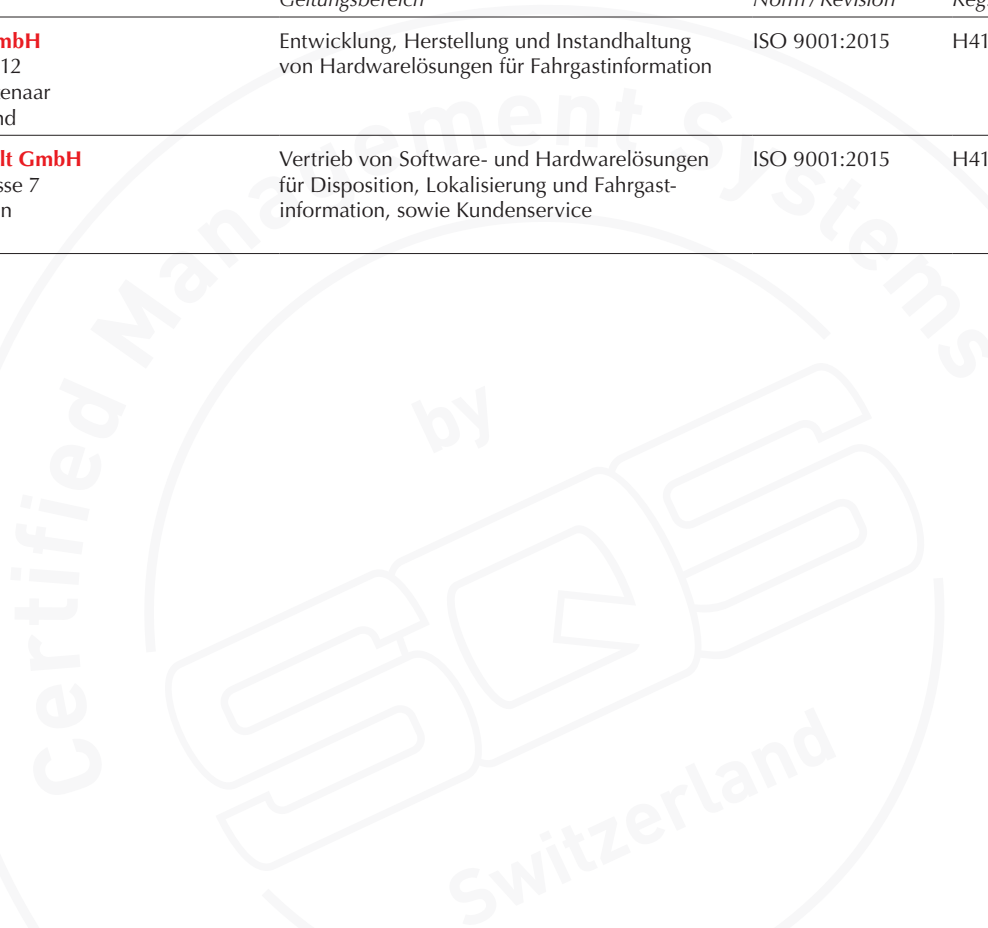 Geltungsbereich Norm / Revision Reg.
mbH Entwicklung, Herstellung und Instandhaltung ISO 9001:2015 H41
12 von Hardwarelösungen für Fahrgastinformation
enaar
nd
lt GmbH Vertrieb von Software- und Hardwarelösungen ISO 9001:2015 H41
sse 7 für Disposition, Lokalisierung und Fahrgast-
n information, sowie Kundenservice
Certified Management Systems
by
SQS
Switzerland